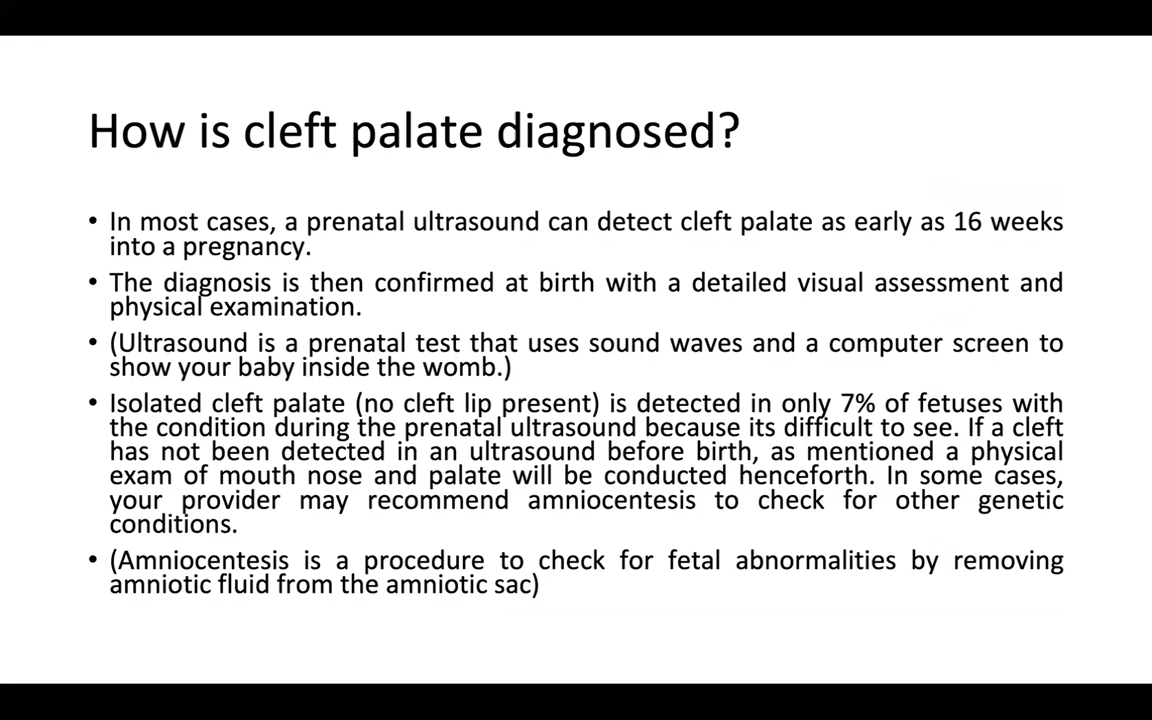 How is cleft palate diagnosed?
• In most cases, a prenatal ultrasound can detect cleft palate as early as 16 weeks
into a pregnancy.
• The diagnosis is then confirmed at birth with a detailed visual assessment and
physical examination.
• (Ultrasound is a prenatal test that uses sound waves and a computer screen to
show your baby inside the womb.)
• Isolated cleft palate (no cleft lip present) is detected in only 7% of fetuses with
the condition during the prenatal ultrasound because its difficult to see. If a cleft
has not been detected in an ultrasound before birth, as mentioned a physical
exam of mouth nose and palate will be conducted henceforth. In some cases,
your provider may recommend amniocentesis to check for other genetic
conditions.
• (Amniocentesis is a procedure to check for fetal abnormalities by removing
amniotic fluid from the amniotic sac)